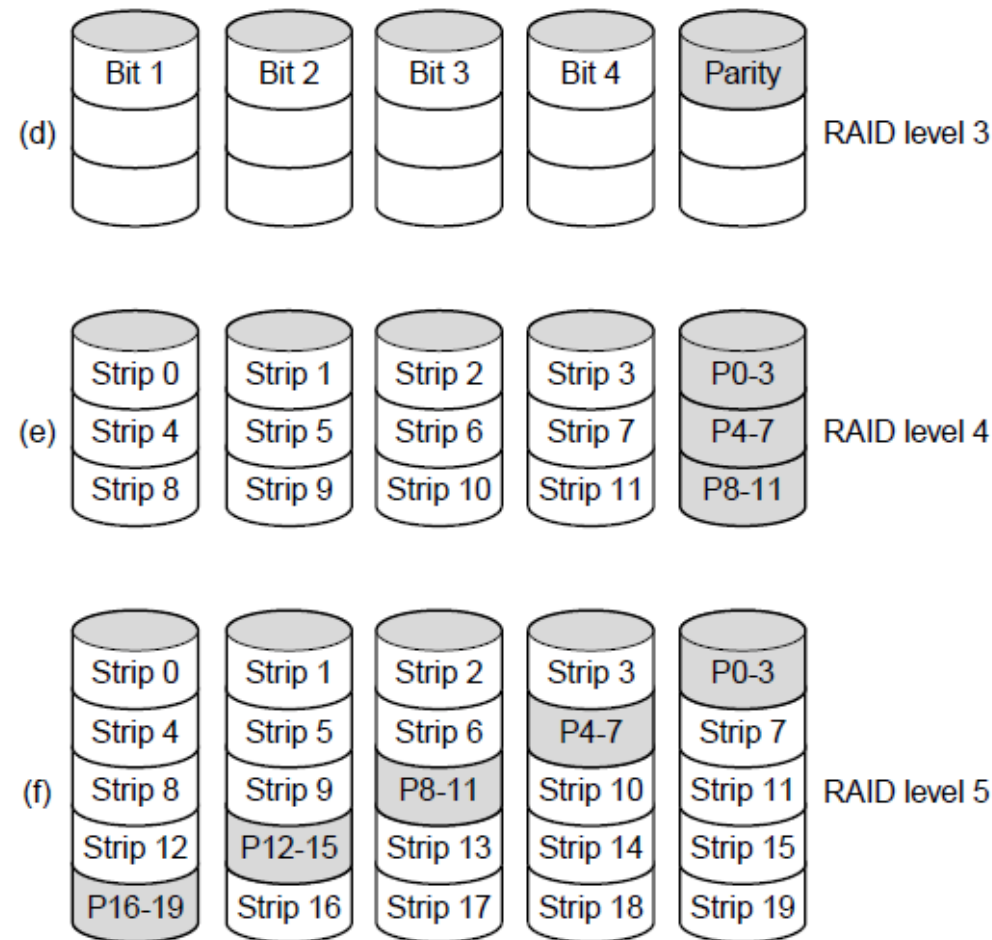 Bit 1 Bit 2 Bit 3 Bit 4 Parity
(d) RAID level 3
Strip 0 Strip 1 Strip 2 Strip 3 P0-3
(e) Strip 4 Strip 5 Strip 6 Strip 7 P4-7 RAID level 4
Strip 8 Strip 9 Strip 10 Strip 11 P8-11
Strip 0 Strip 1 Strip 2 Strip 3 P0-3
Strip 4 Strip 5 Strip 6 P4-7 Strip 7
(f) Strip 8 Strip 9 P8-11 Strip 10 Strip 11 RAID level 5
Strip 12 P12-15 Strip 13 Strip 14 Strip 15
P16-19 Strip 16 Strip 17 Strip 18 Strip 19